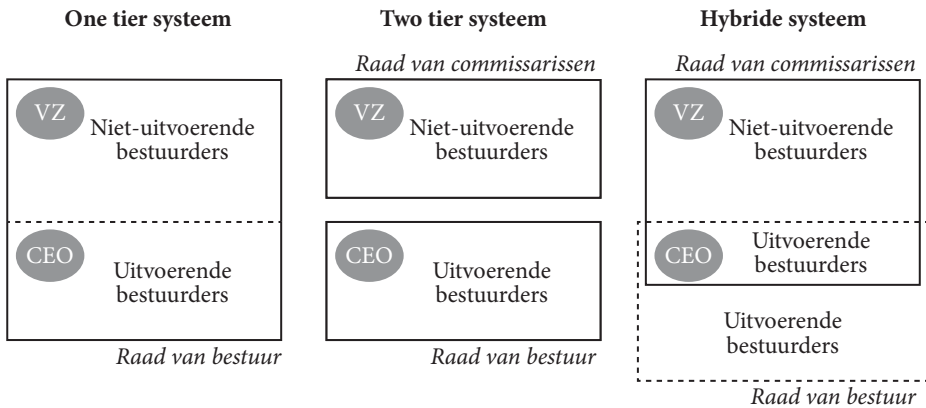 One tier systeem
VZ
Niet-uitvoerende
bestuurders
CEO
Uitvoerende
bestuurders
Raad van bestuur
Two tier systeem
Raad van commissarissen
VZ
Niet-uitvoerende
bestuurders
CEO
Uitvoerende
bestuurders
Raad van bestuur
Hybride systeem
Raad van commissarissen
VZ
Niet-uitvoerende
bestuurders
CEO
Uitvoerende
bestuurders
Uitvoerende
bestuurders
Raad van bestuur